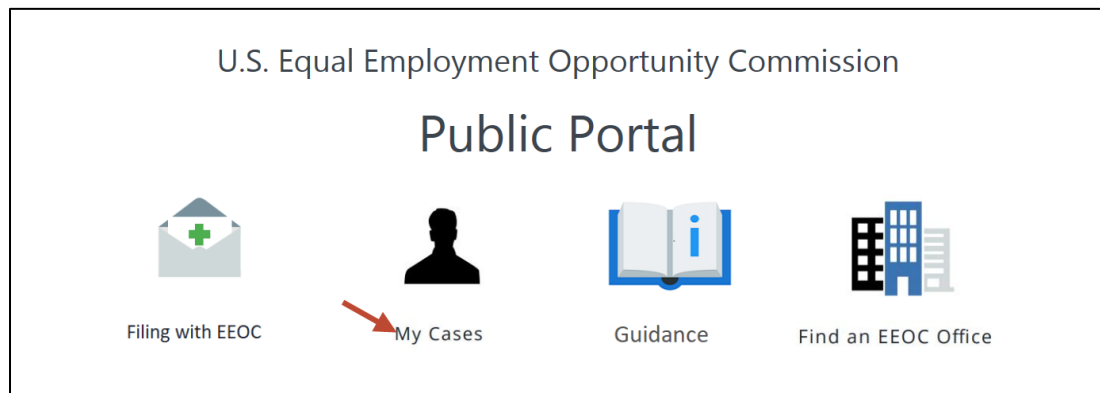 U.S. Equal Employment Opportunity Commission
Public Portal
i
Filing with EEOC
My Cases
Guidance
Find an EEOC Office